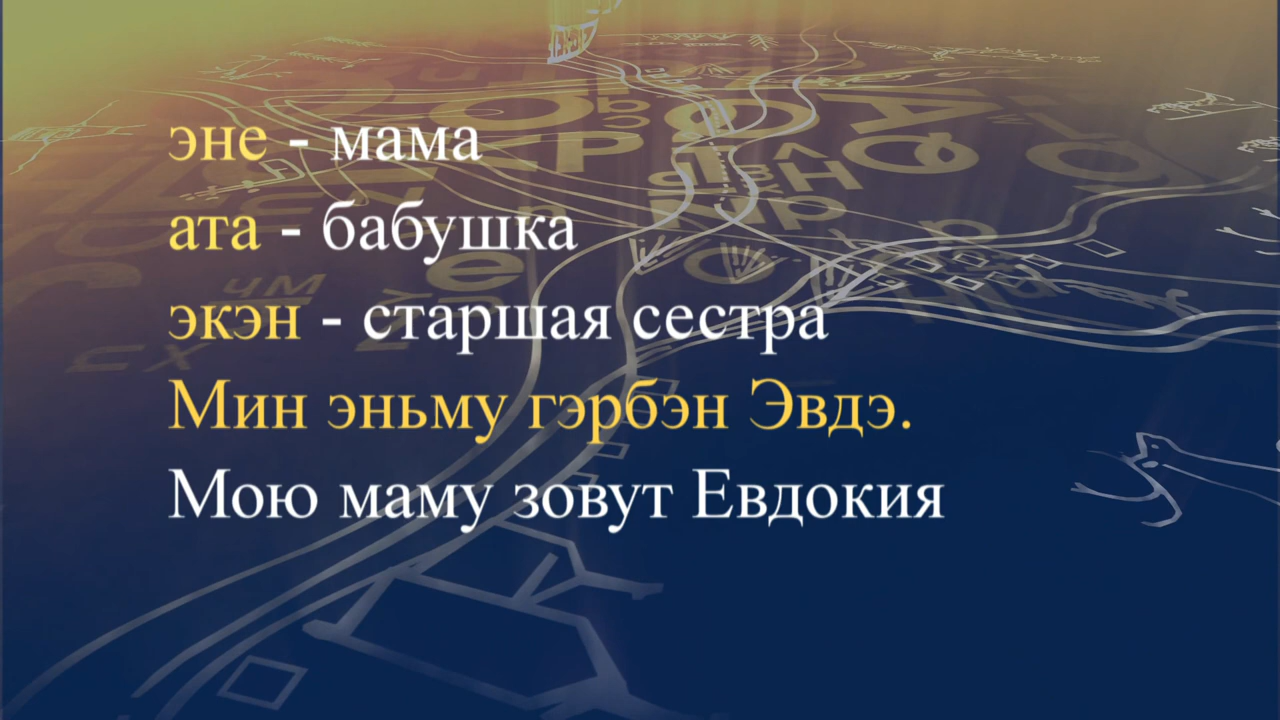 эне - мама
ата - бабушка
экэн - старшая сестра
Мин эньму гэрбэн Эвдэ.
Мою маму зовут Евдокия